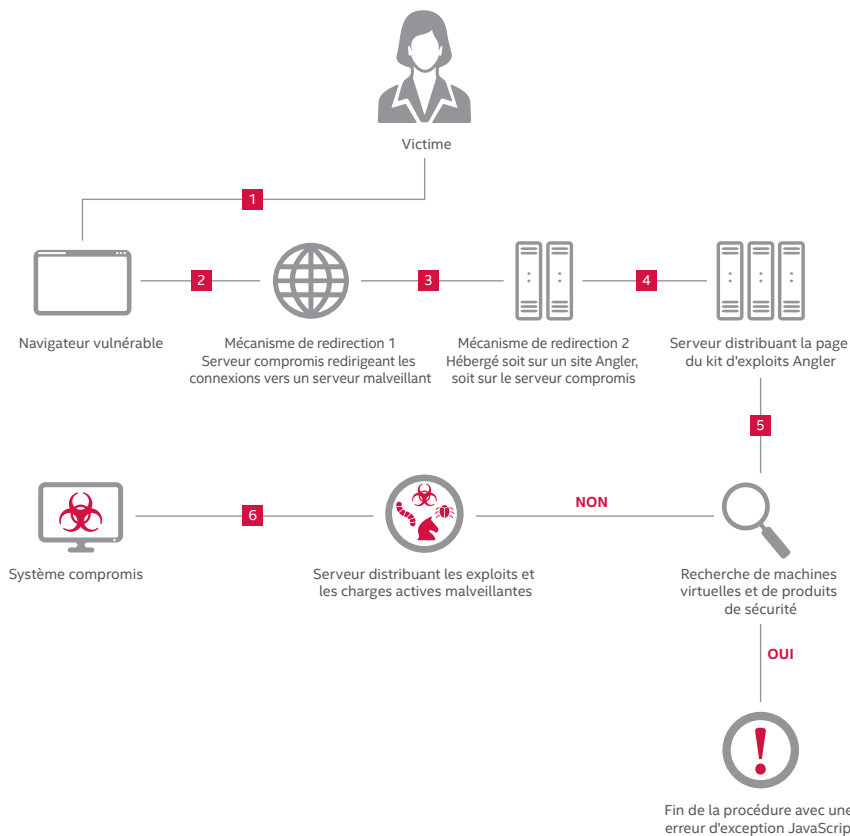 Victime
1
2
3
4
Navigateur vulnérable
Mécanisme de redirection 1
Serveur compromis redirigeant les
connexions vers un serveur malveillant
Mécanisme de redirection 2
Hébergé soit sur un site Angler,
soit sur le serveur compromis
Serveur distribuant la page
du kit d'exploits Angler
5
6
NON
Système compromis
Serveur distribuant les exploits et
les charges actives malveillantes
Recherche de machines
virtuelles et de produits
de sécurité
OUI
Fin de la procédure avec une
erreur d'exception JavaScrip